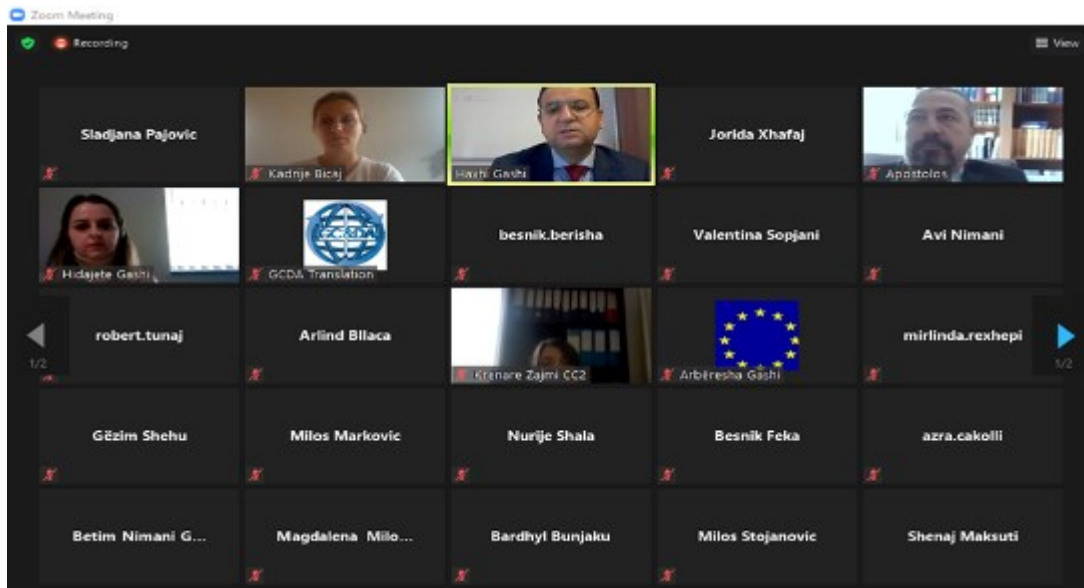 Zoom Meeting
Recording
View
Sladjana Pajovic
Kadrije Bicaj
Haxhi Gashi
Jorida Xhafaj
Apostolos
Hidajete Gashi
GCDA Translation
besnik.berisha
Valentina Sopjani
Avi Nimani
robert.tunaj
Arlind Bllaca
Krenare Zajmi CC2
Arbëresha Gashi
mirlinda.rexhepi
1/2
1/2
Gëzim Shehu
Milos Markovic
Nurije Shala
Besnik Feka
azra.cakolli
Betim Nimani G...
Magdalena Milo...
Bardhyl Bunjaku
Milos Stojanovic
Shenaj Maksuti